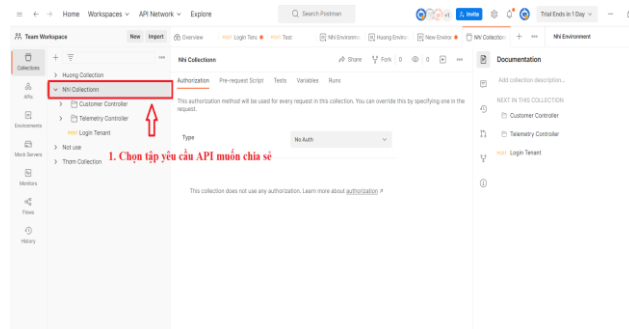 Home Workspaces API Network Explore
Search Postman
Invite
Trial Ends in 1 Day
Team Workspace
New Import
Overview
POST Login Tena
POST Test
Nhi Environme
Huong Enviro
New Enviro
Nhi Collection
Nhi Environment
Collections
APIs
Environments
Mock Servers
Monitors
Flows
History
Huong Collection
Nhi Collectionn
Customer Controller
Telemetry Controller
POST Login Tenant
Not use
Thom Collection
1. Chọn tập yêu cầu API muốn chia sẻ
Nhi Collectionn
Share Fork 0 0
Authorization Pre-request Script Tests Variables Runs
This authorization method will be used for every request in this collection. You can override this by specifying one in the
request.
Type
No Auth
This collection does not use any authorization. Learn more about authorization
Documentation
Add collection description...
NEXT IN THIS COLLECTION
Customer Controller
Telemetry Controller
POST Login Tenant